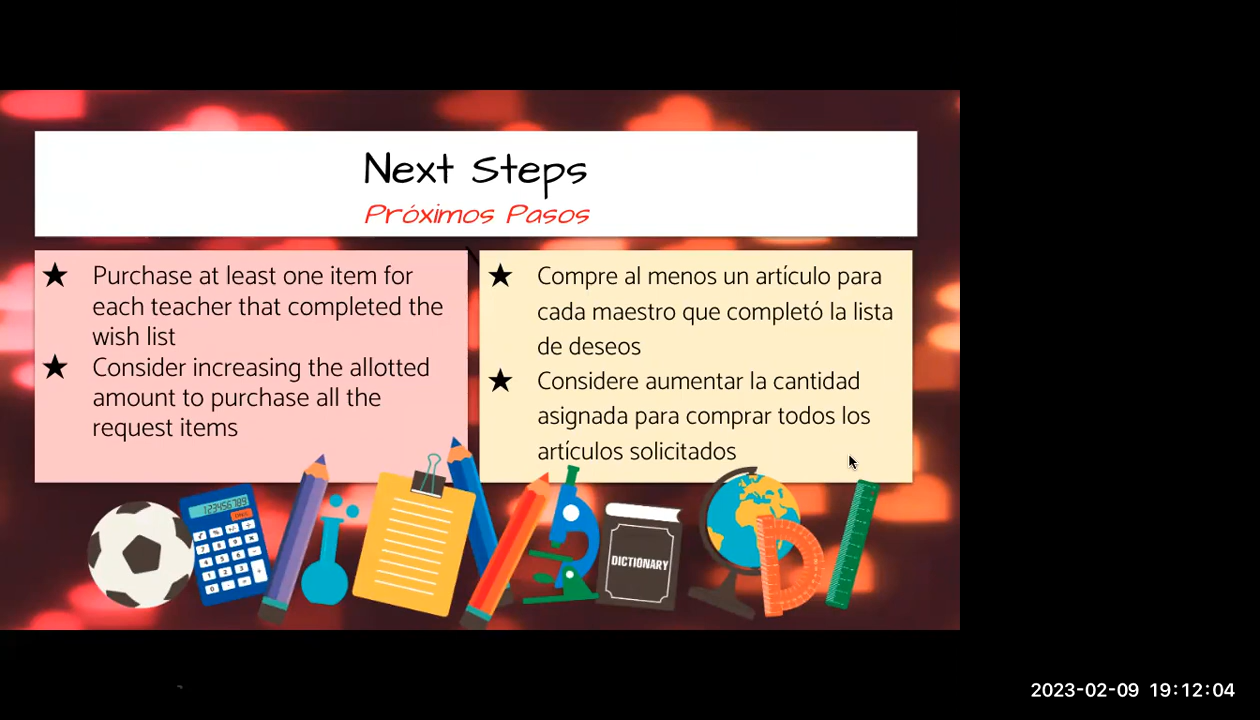 Next Steps
Próximos Pasos
★ Purchase at least one item for
each teacher that completed the
wish list
★ Consider increasing the allotted
amount to purchase all the
request items
★ Compre al menos un artículo para
cada maestro que completó la lista
de deseos
★ Considere aumentar la cantidad
asignada para comprar todos los
artículos solicitados
123456789
DICTIONARY
2023-02-09 19:12:04